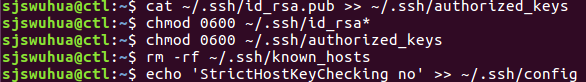 sjswuhua@ctl:~$ cat ~/.ssh/id_rsa.pub >> ~/.ssh/authorized_keys
sjswuhua@ctl:~$ chmod 0600 ~/.ssh/id_rsa*
sjswuhua@ctl:~$ chmod 0600 ~/.ssh/authorized_keys
sjswuhua@ctl:~$ rm -rf ~/.ssh/known_hosts
sjswuhua@ctl:~$ echo 'StrictHostKeyChecking no' >> ~/.ssh/config